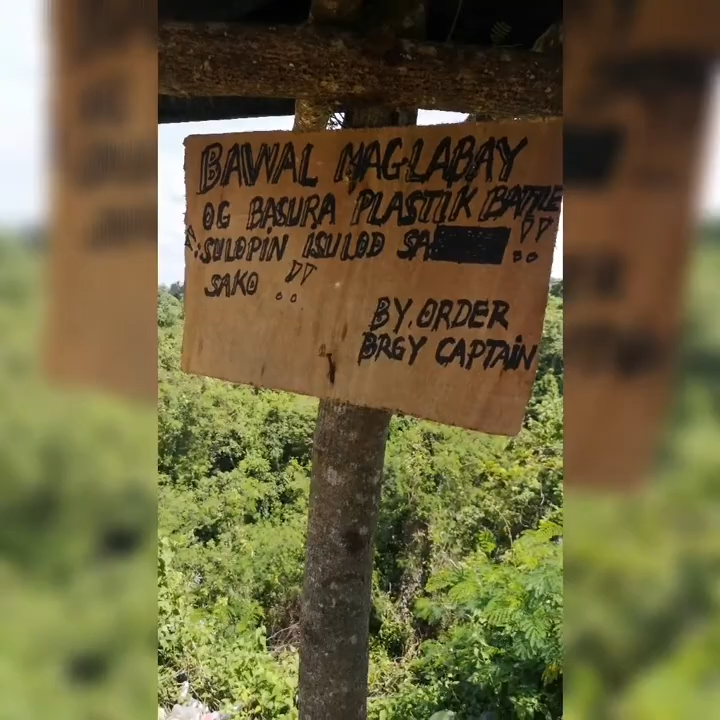 BAWAL MAGLABAY
OG BASURA PLASTIK BATTLE
SULOPIN ISULOD SA !!
SAKO !!
BY.ORDER
BRGY CAPTAIN